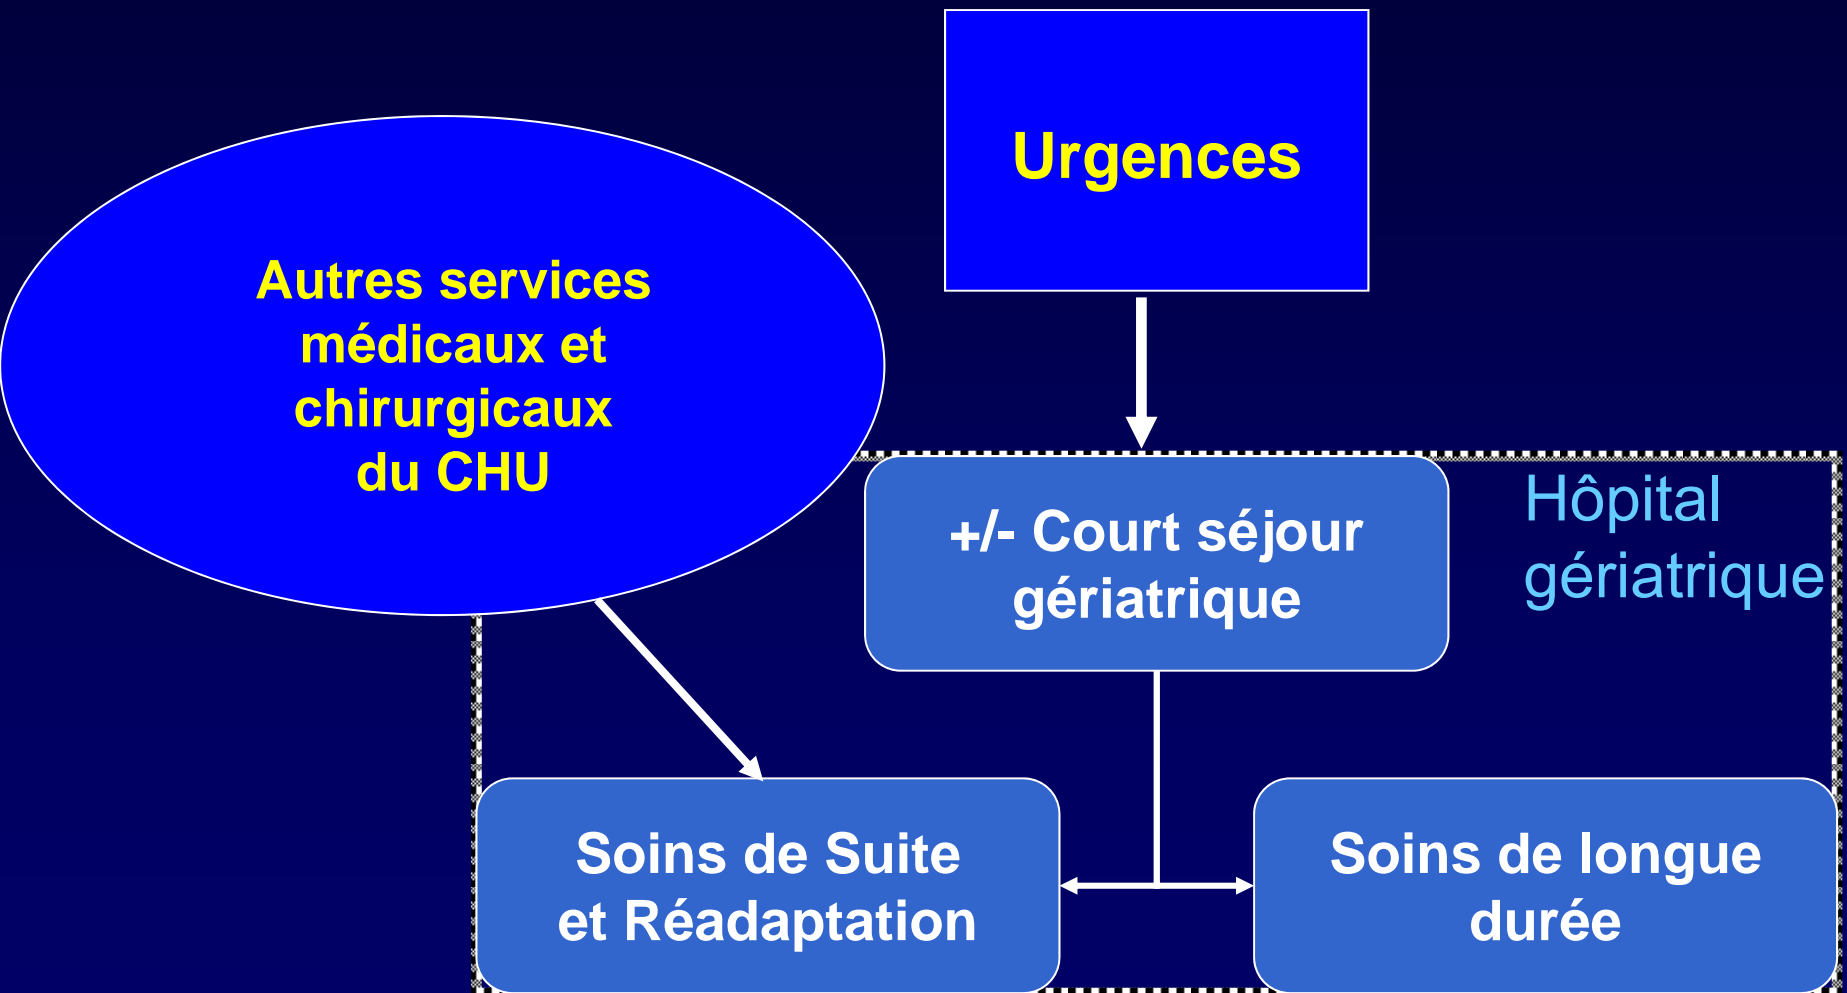 Urgences
Autres services
médicaux et
chirurgicaux
du CHU
+/- Court séjour
gériatrique
Hôpital
gériatrique
Soins de Suite
et Réadaptation
Soins de longue
durée